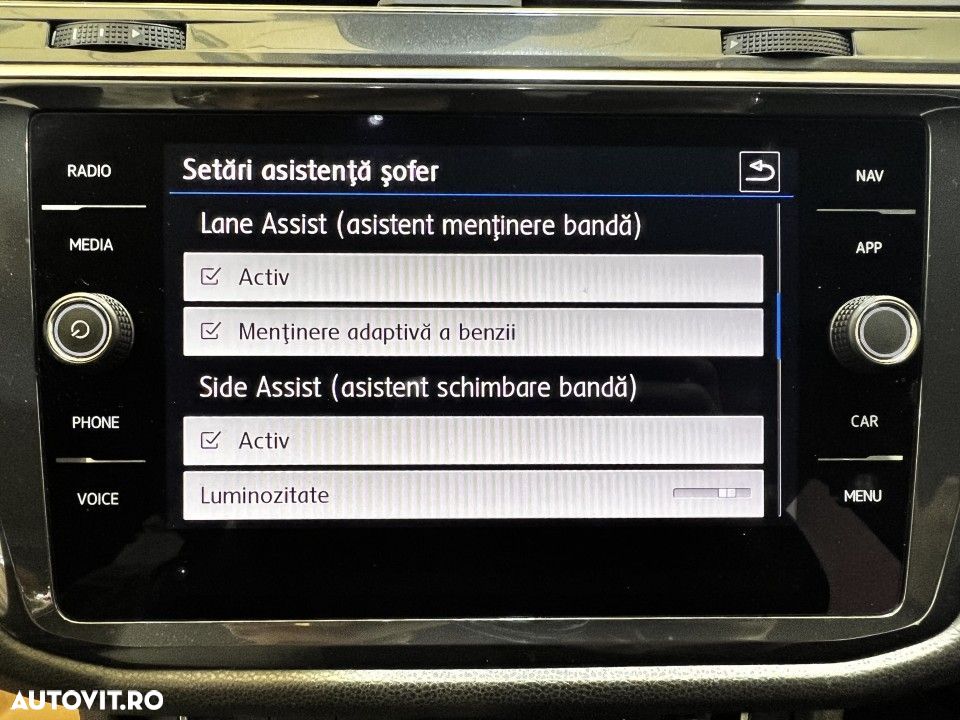 RADIO
MEDIA
PHONE
VOICE
Setări asistenţă şofer
Lane Assist (asistent menţinere bandă)
Activ
Menţinere adaptivă a benzii
Side Assist (asistent schimbare bandă)
Activ
Luminozitate
NAV
APP
CAR
MENU
AUTOVIT.RO